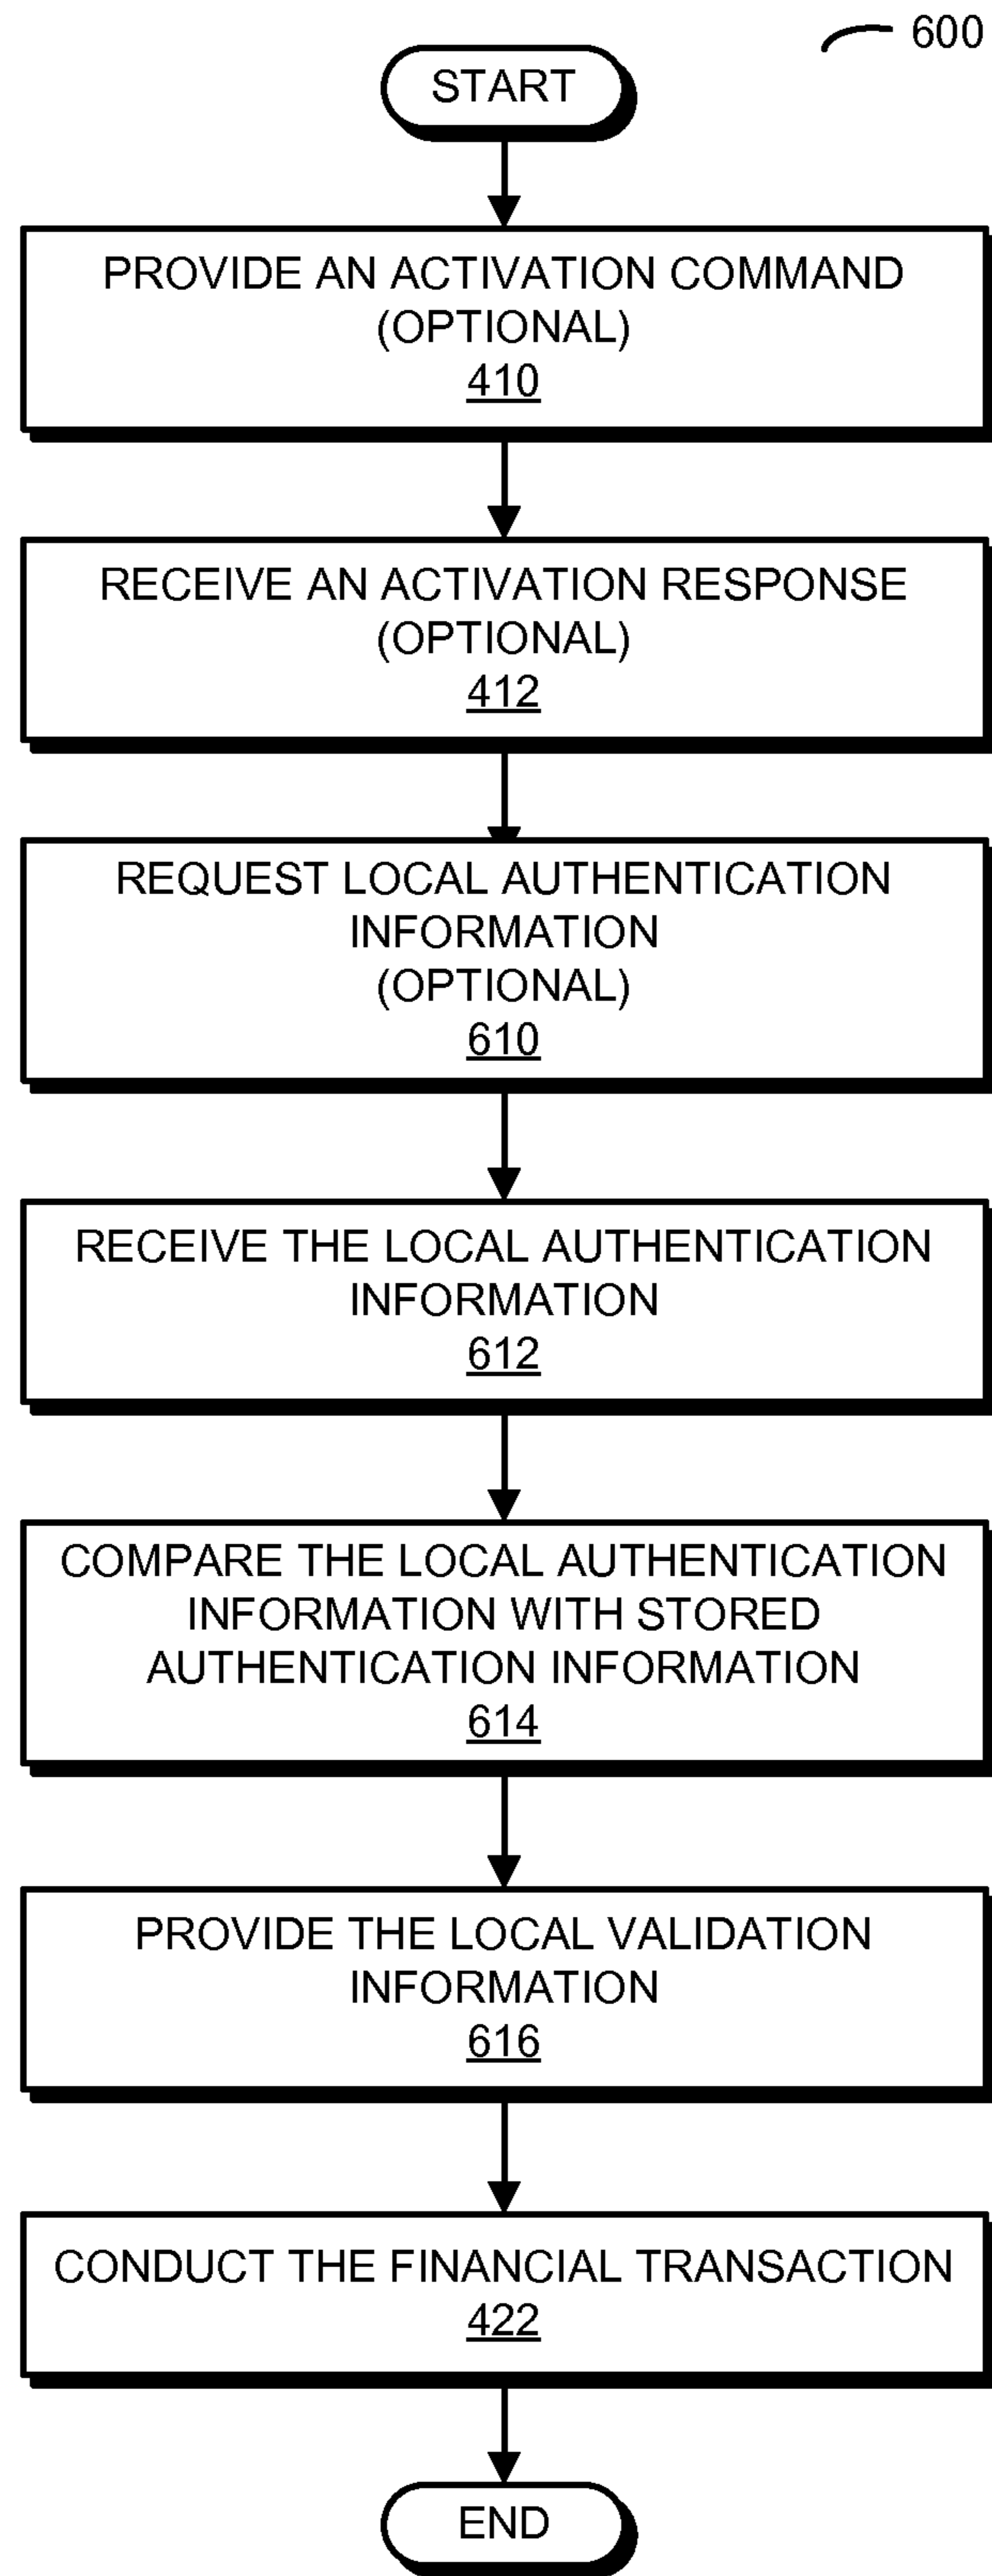 600
START
PROVIDE AN ACTIVATION COMMAND
(OPTIONAL)
410
RECEIVE AN ACTIVATION RESPONSE
(OPTIONAL)
412
REQUEST LOCAL AUTHENTICATION
INFORMATION
(OPTIONAL)
610
RECEIVE THE LOCAL AUTHENTICATION
INFORMATION
612
COMPARE THE LOCAL AUTHENTICATION
INFORMATION WITH STORED
AUTHENTICATION INFORMATION
614
PROVIDE THE LOCAL VALIDATION
INFORMATION
616
CONDUCT THE FINANCIAL TRANSACTION
422
END